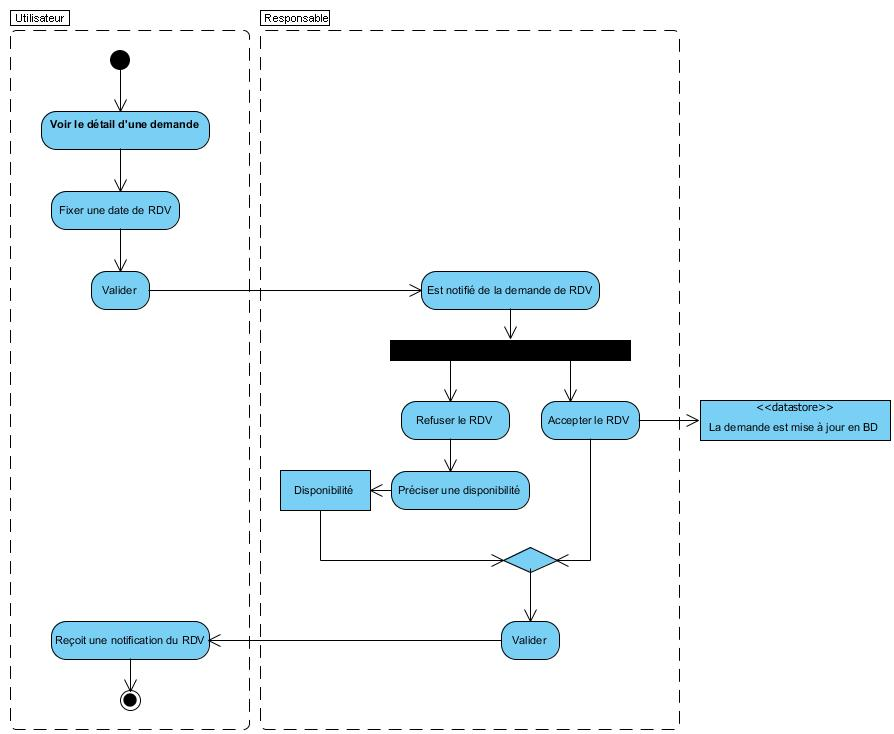 Utilisateur
Responsable
Voir le détail d'une demande
Fixer une date de RDV
Valider
Est notifié de la demande de RDV
Refuser le RDV
Accepter le RDV
<<datastore>>
La demande est mise à jour en BD
Disponibilité
Préciser une disponibilité
Reçoit une notification du RDV
Valider